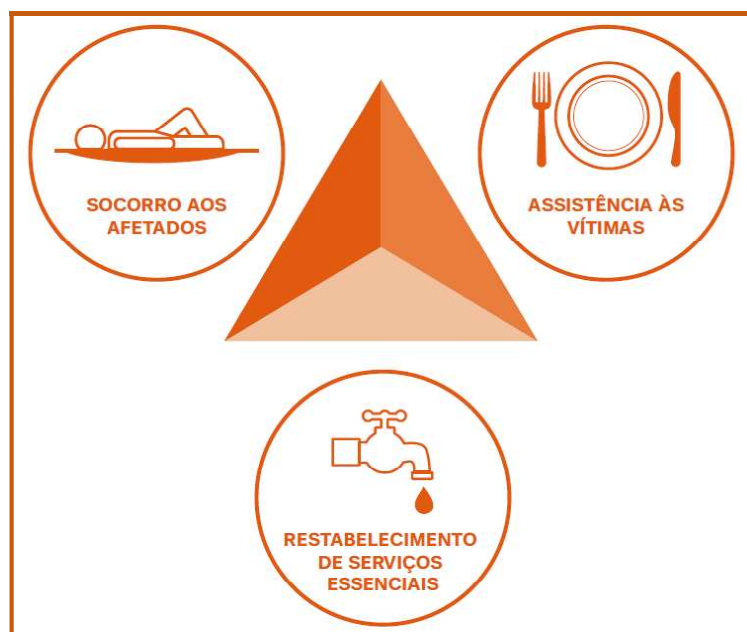 SOCORRO AOS
AFETADOS
ASSISTÊNCIA ÀS
VÍTIMAS
RESTABELECIMENTO
DE SERVIÇOS
ESSENCIAIS